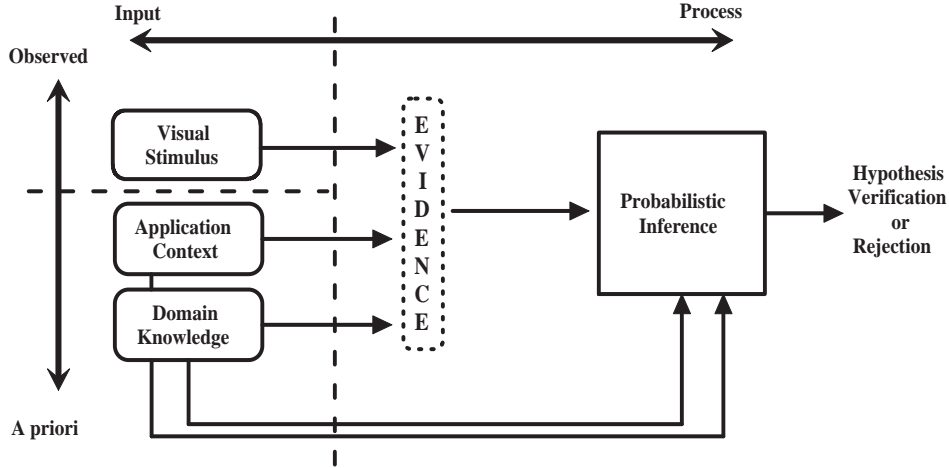 Input
Process
Observed
Visual
Stimulus
Application
Context
Domain
Knowledge
A priori
E
V
I
D
E
N
C
E
Probabilistic
Inference
Hypothesis
Verification
or
Rejection